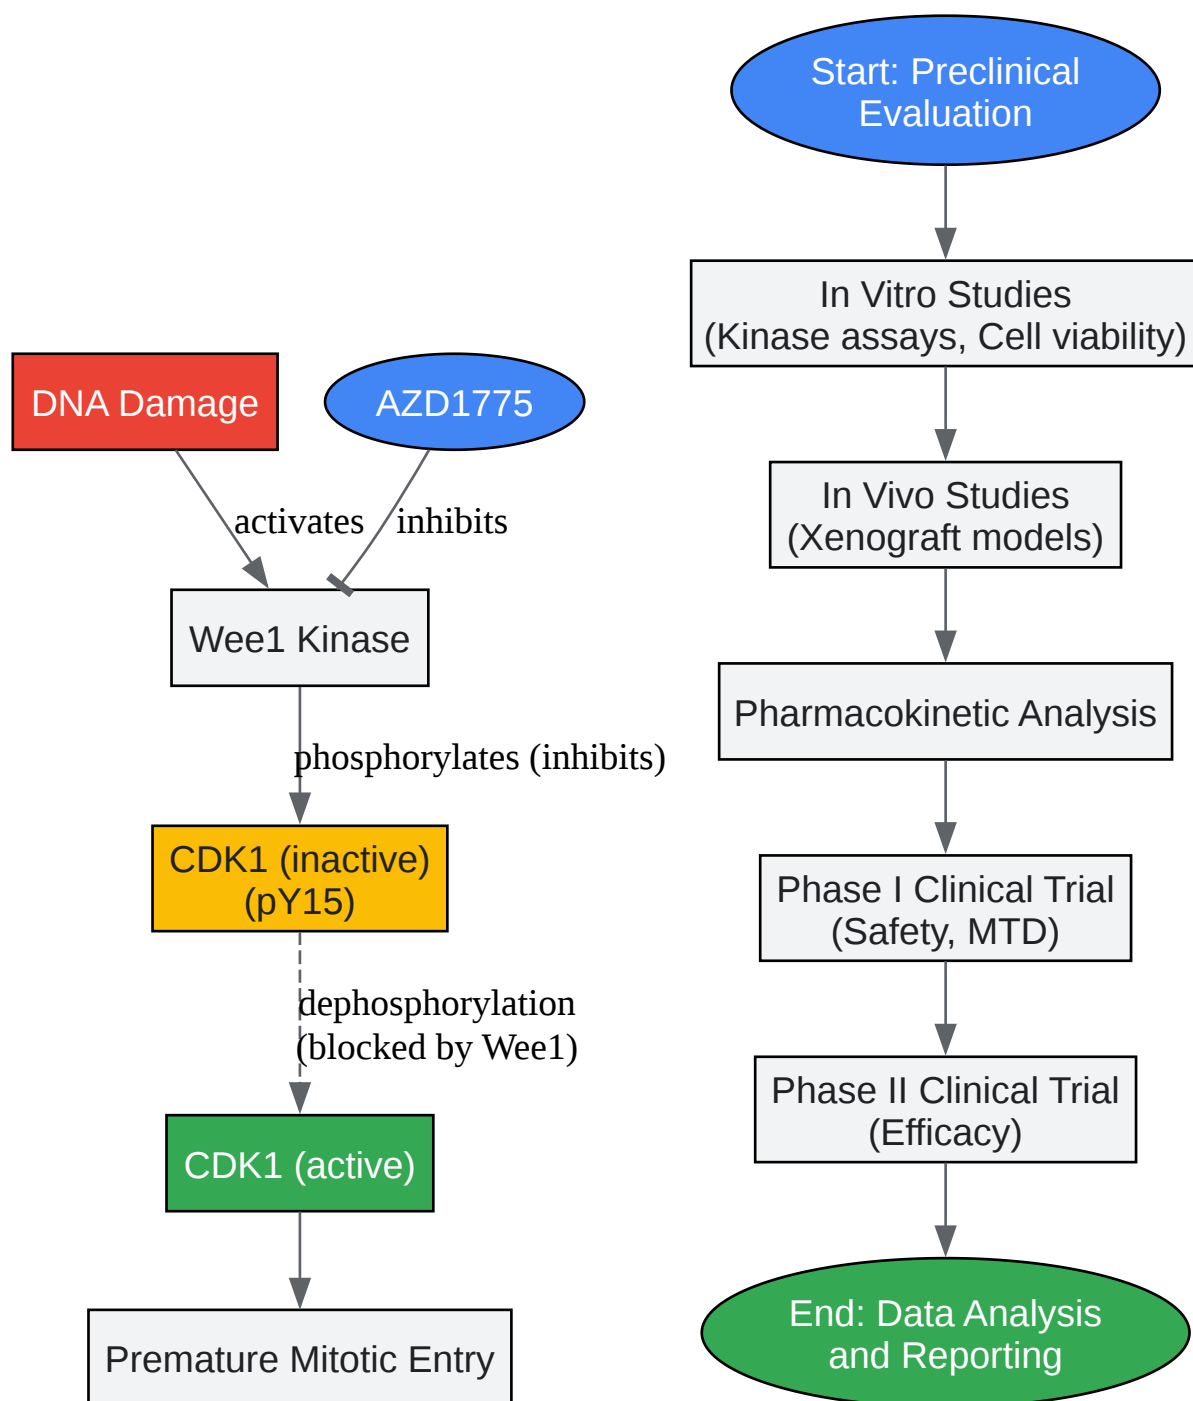 DNA Damage
AZD1775
activates
inhibits
Wee1 Kinase
phosphorylates (inhibits)
CDK1 (inactive)
(pY15)
dephosphorylation
(blocked by Wee1)
CDK1 (active)
Premature Mitotic Entry
Start: Preclinical
Evaluation
In Vitro Studies
(Kinase assays, Cell viability)
In Vivo Studies
(Xenograft models)
Pharmacokinetic Analysis
Phase I Clinical Trial
(Safety, MTD)
Phase II Clinical Trial
(Efficacy)
End: Data Analysis
and Reporting